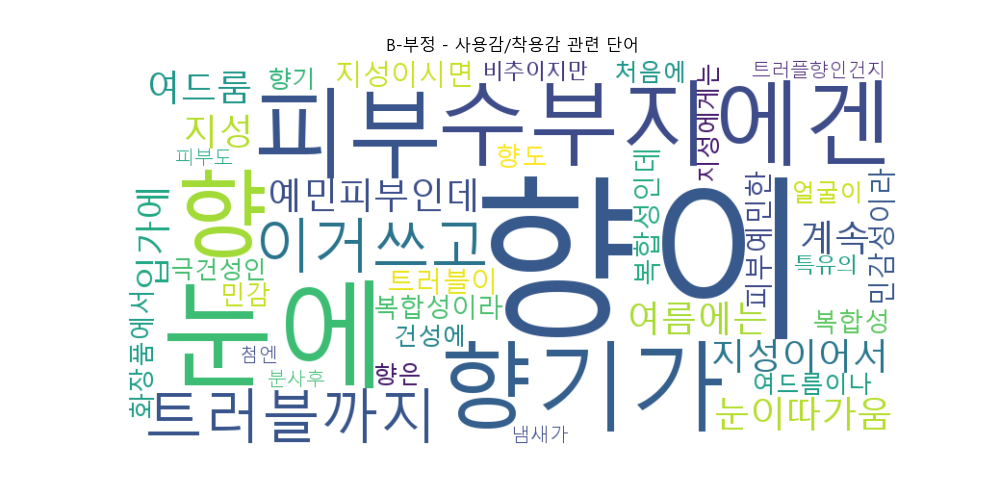 B-부정 - 사용감/착용감 관련 단어
여드룸 향기 지성이시면 비추이지만 처음에 트러플향인건지
지성 피부수부지에겐 지성에게는
피부도 향도
향 예민피부인데 향이 복합성인데 피부예민한 얼굴이 민감성이라
입가에 이거쓰고 계속
극건성인 민감 트러블이 특유의
눈에 복합성이라 여름에는 복합성
화장품에서 건성에 향기가 지성이어서
첨엔 분사후 향은 여드름이나
트러블까지 냄새가 눈이따가움